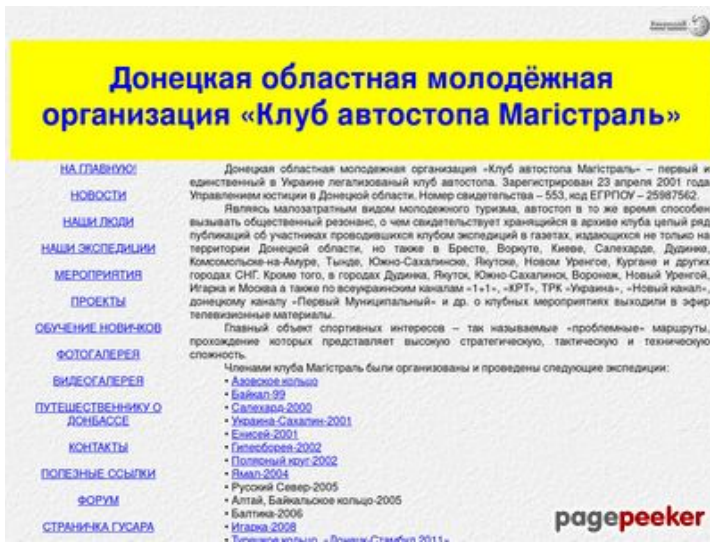 Донецкая областная молодёжная
организация «Клуб автостопа Магістраль»
НА ГЛАВНУЮ!
НОВОСТИ
НАШИ ЛЮДИ
НАШИ ЭКСПЕДИЦИИ
МЕРОПРИЯТИЯ
ПРОЕКТЫ
ОБУЧЕНИЕ НОВИЧКОВ
ФОТОГАЛЕРЕЯ
ВИДЕОГАЛЕРЕЯ
ПУТЕШЕСТВЕННИКУ О
ДОНБАССЕ
КОНТАКТЫ
ПОЛЕЗНЫЕ ССЫЛКИ
ФОРУМ
СТРАНИЧКА ГУСАРА
Донецкая областная молодежная организация «Клуб автостопа Магістраль» – первый и
единственный в Украине легализованый клуб автостопа. Зарегистрирован 23 апреля 2001 года
Управлением юстиции в Донецкой области. Номер свидетельства – 553, код ЕГРПОУ – 25987562.
Являясь малозатратным видом молодежного туризма, автостоп в то же время способен
вызывать общественный резонанс, о чем свидетельствует хранящийся в архиве клуба целый ряд
публикаций об участниках проводившихся клубом экспедиций в газетах, издающихся не только на
территории Донецкой области, но также в Бресте, Воркуте, Киеве, Салехарде, Дудинке,
Комсомольске-на-Амуре, Тынде, Южно-Сахалинске, Якутске, Новом Уренгое, Кургане и других
городах СНГ. Кроме того, в городах Дудинка, Якутск, Южно-Сахалинск, Воронеж, Новый Уренгой,
Игарка и Москва а также по всеукраинским каналам «1+1», «КРТ», ТРК «Украина», «Новый канал»,
донецкому каналу «Первый Муниципальный» и др. о клубных мероприятиях выходили в эфир
телевизионные материалы.
Главный объект спортивных интересов – так называемые «проблемные» маршруты,
прохождение которых представляет высокую стратегическую, тактическую и техническую
сложность.
Членами клуба Магістраль были организованы и проведены следующие экспедиции:
• Азовское кольцо
• Байкал-99
• Салехард-2000
• Украина-Сахалин-2001
• Енисей-2001
• Гиперборея-2002
• Полярный круг-2002
• Ямал-2004
• Русский Север-2005
• Алтай, Байкальское кольцо-2005
• Балтика-2006
• Игарка-2008
• Турецкое кольцо, «Донецк-Стамбул 2011»
pagepeeker